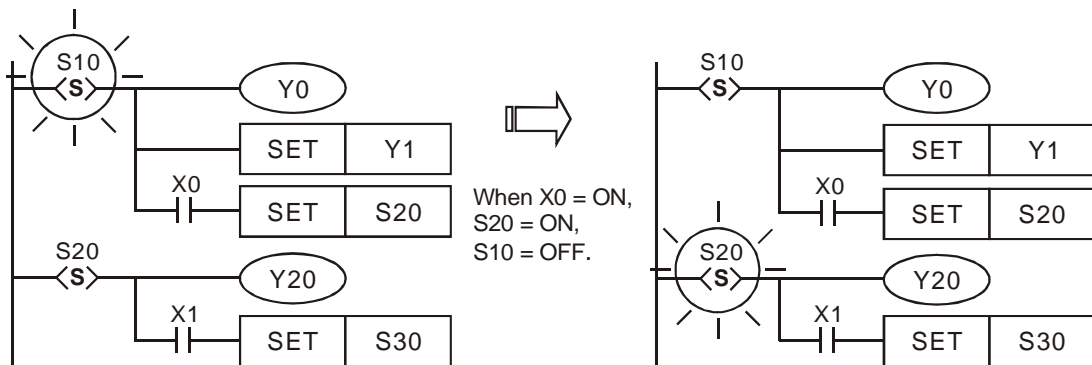 S10
S
Y0
SET Y1
X0
SET S20
S20
S
Y20
X1
SET S30
When X0 = ON,
S20 = ON,
S10 = OFF.
S10
S
Y0
SET Y1
X0
SET S20
S20
S
Y20
X1
SET S30